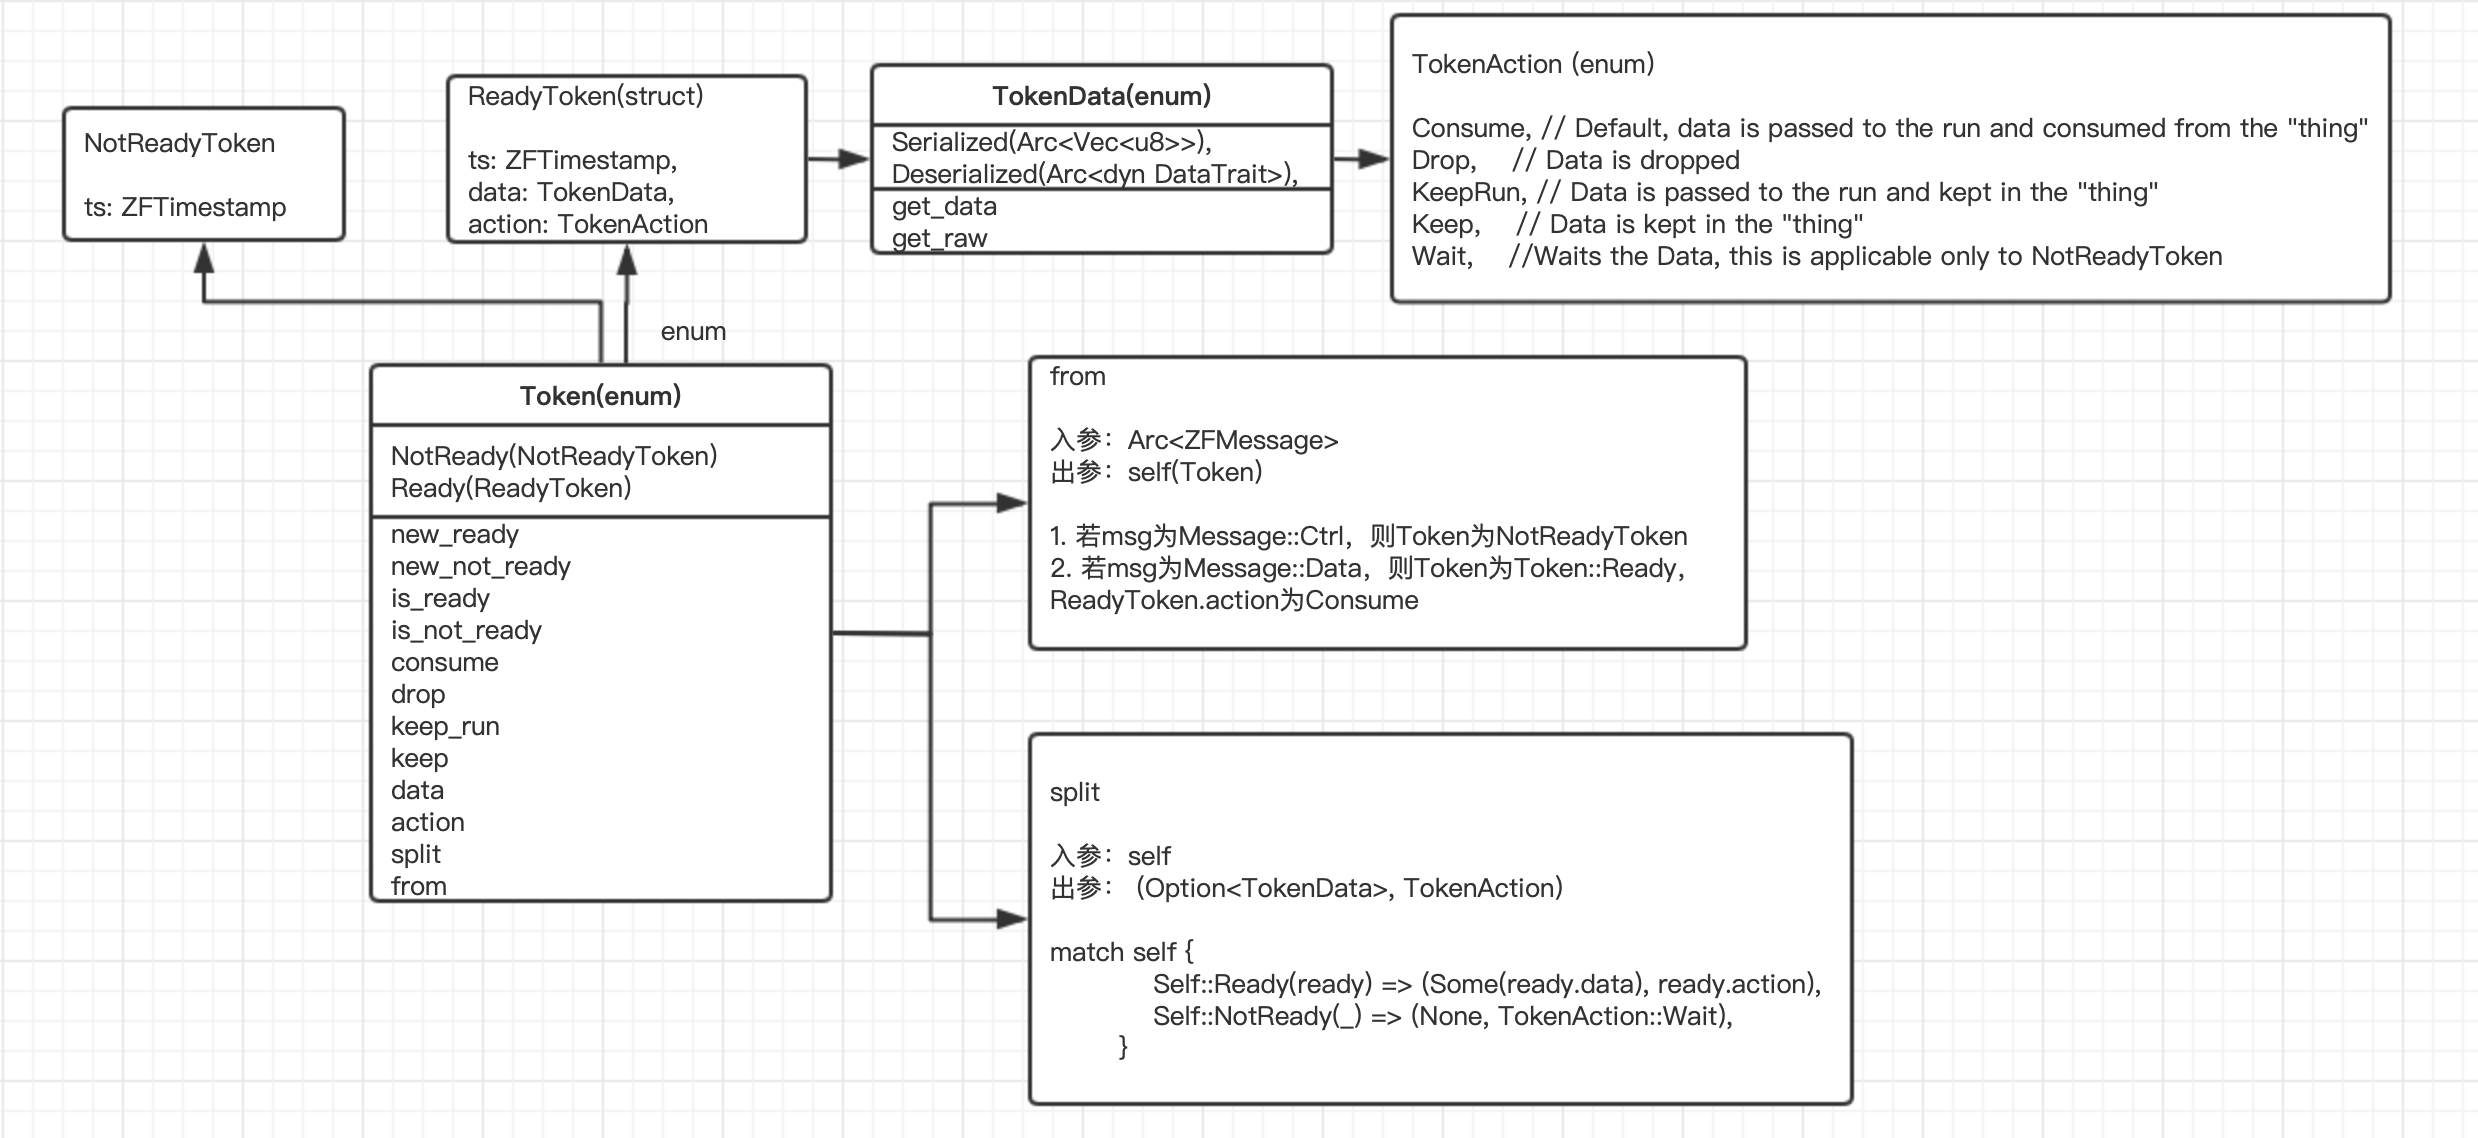 NotReadyToken
ts: ZFTimestamp
ReadyToken(struct)
ts: ZFTimestamp,
data: TokenData,
action: TokenAction
TokenData(enum)
Serialized(Arc<Vec<u8>>),
Deserialized(Arc<dyn DataTrait>),
get_data
get_raw
TokenAction (enum)
Consume, // Default, data is passed to the run and consumed from the "thing"
Drop, // Data is dropped
KeepRun, // Data is passed to the run and kept in the "thing"
Keep, // Data is kept in the "thing"
Wait, //Waits the Data, this is applicable only to NotReadyToken
enum
Token(enum)
NotReady(NotReadyToken)
Ready(ReadyToken)
new_ready
new_not_ready
is_ready
is_not_ready
consume
drop
keep_run
keep
data
action
split
from
from
入参：Arc<ZFMessage>
出参：self(Token)
1. 若msg为Message::Ctrl，则Token为NotReadyToken
2. 若msg为Message::Data，则Token为Token::Ready,
ReadyToken.action为Consume
split
入参：self
出参： (Option<TokenData>, TokenAction)
match self {
Self::Ready(ready) => (Some(ready.data), ready.action),
Self::NotReady(_) => (None, TokenAction::Wait),
}